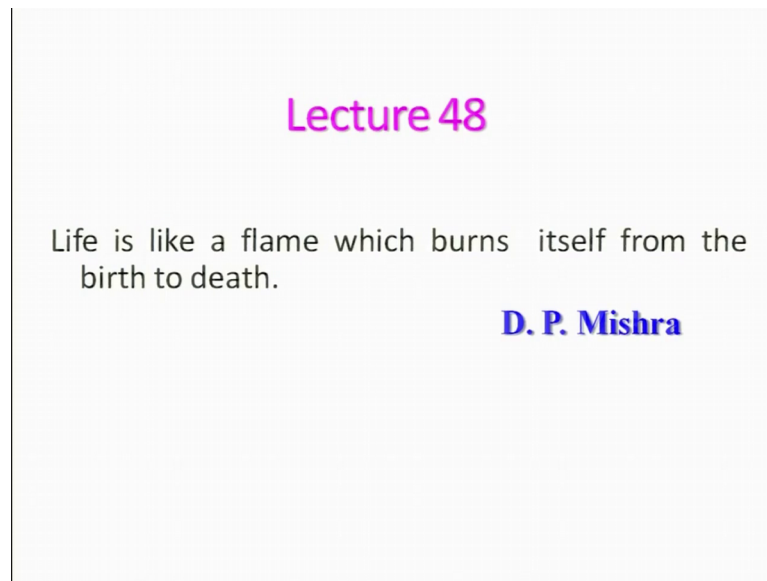 Lecture 48
Life is like a flame which burns itself from the
birth to death.
D. P. Mishra